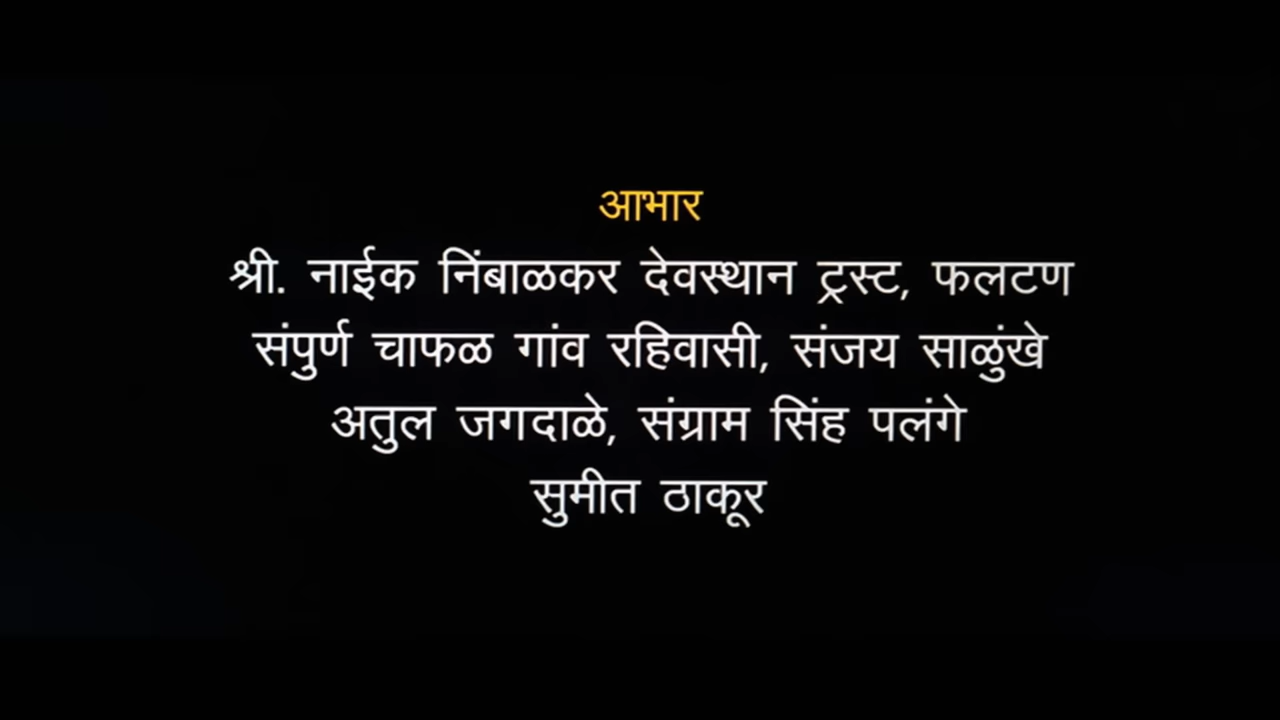 आभार
श्री. नाईक निंबाळकर देवस्थान ट्रस्ट, फलटण
संपुर्ण चाफळ गांव रहिवासी, संजय साळुंखे
अतुल जगदाळे, संग्राम सिंह पलंगे
सुमीत ठाकूर